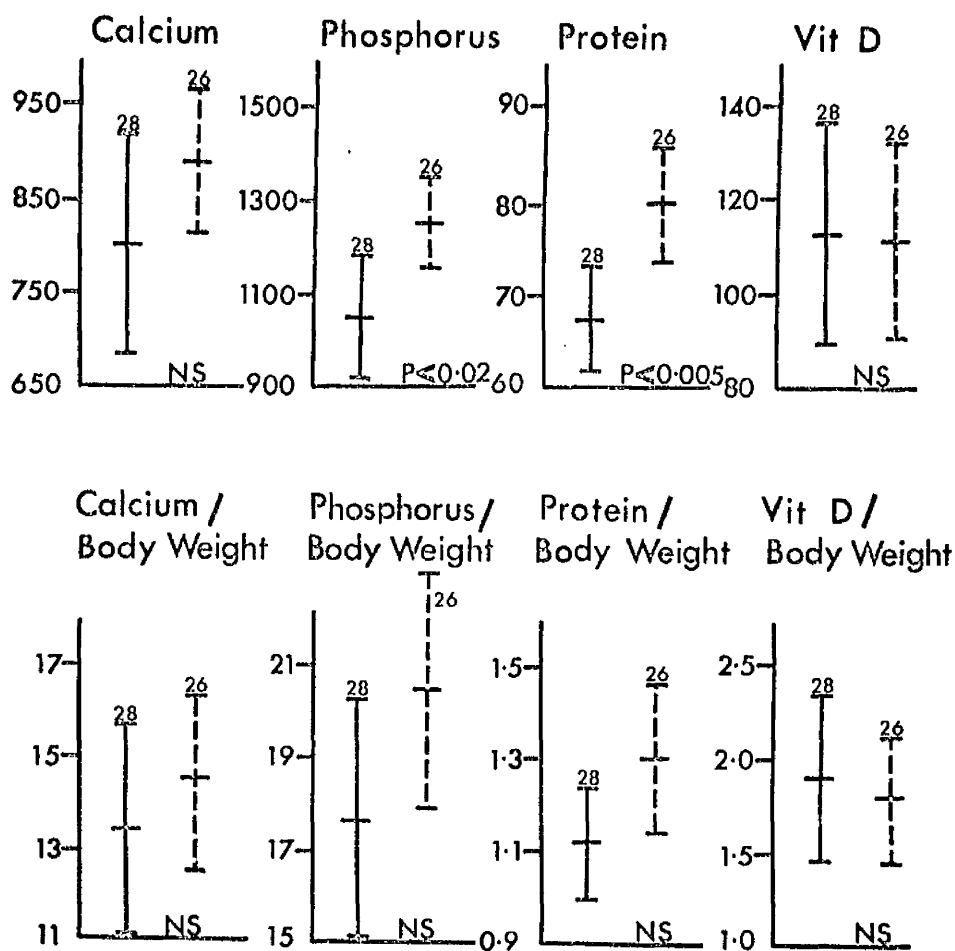 Calcium Phosphorus Protein Vit D
950 850 750 650
28 26
NS
1500 1300 1100 900
28 26
P⩽0·02
90 80 70 60
28 26
P⩽0·005
140 120 100 80
28 26
NS
Calcium / Body Weight
17 15 13 11
28 26
NS
Phosphorus / Body Weight
21 19 17 15
28 26
NS
Protein / Body Weight
1·5 1·3 1·1 0·9
28 26
NS
Vit D / Body Weight
2·5 2·0 1·5 1·0
28 26
NS